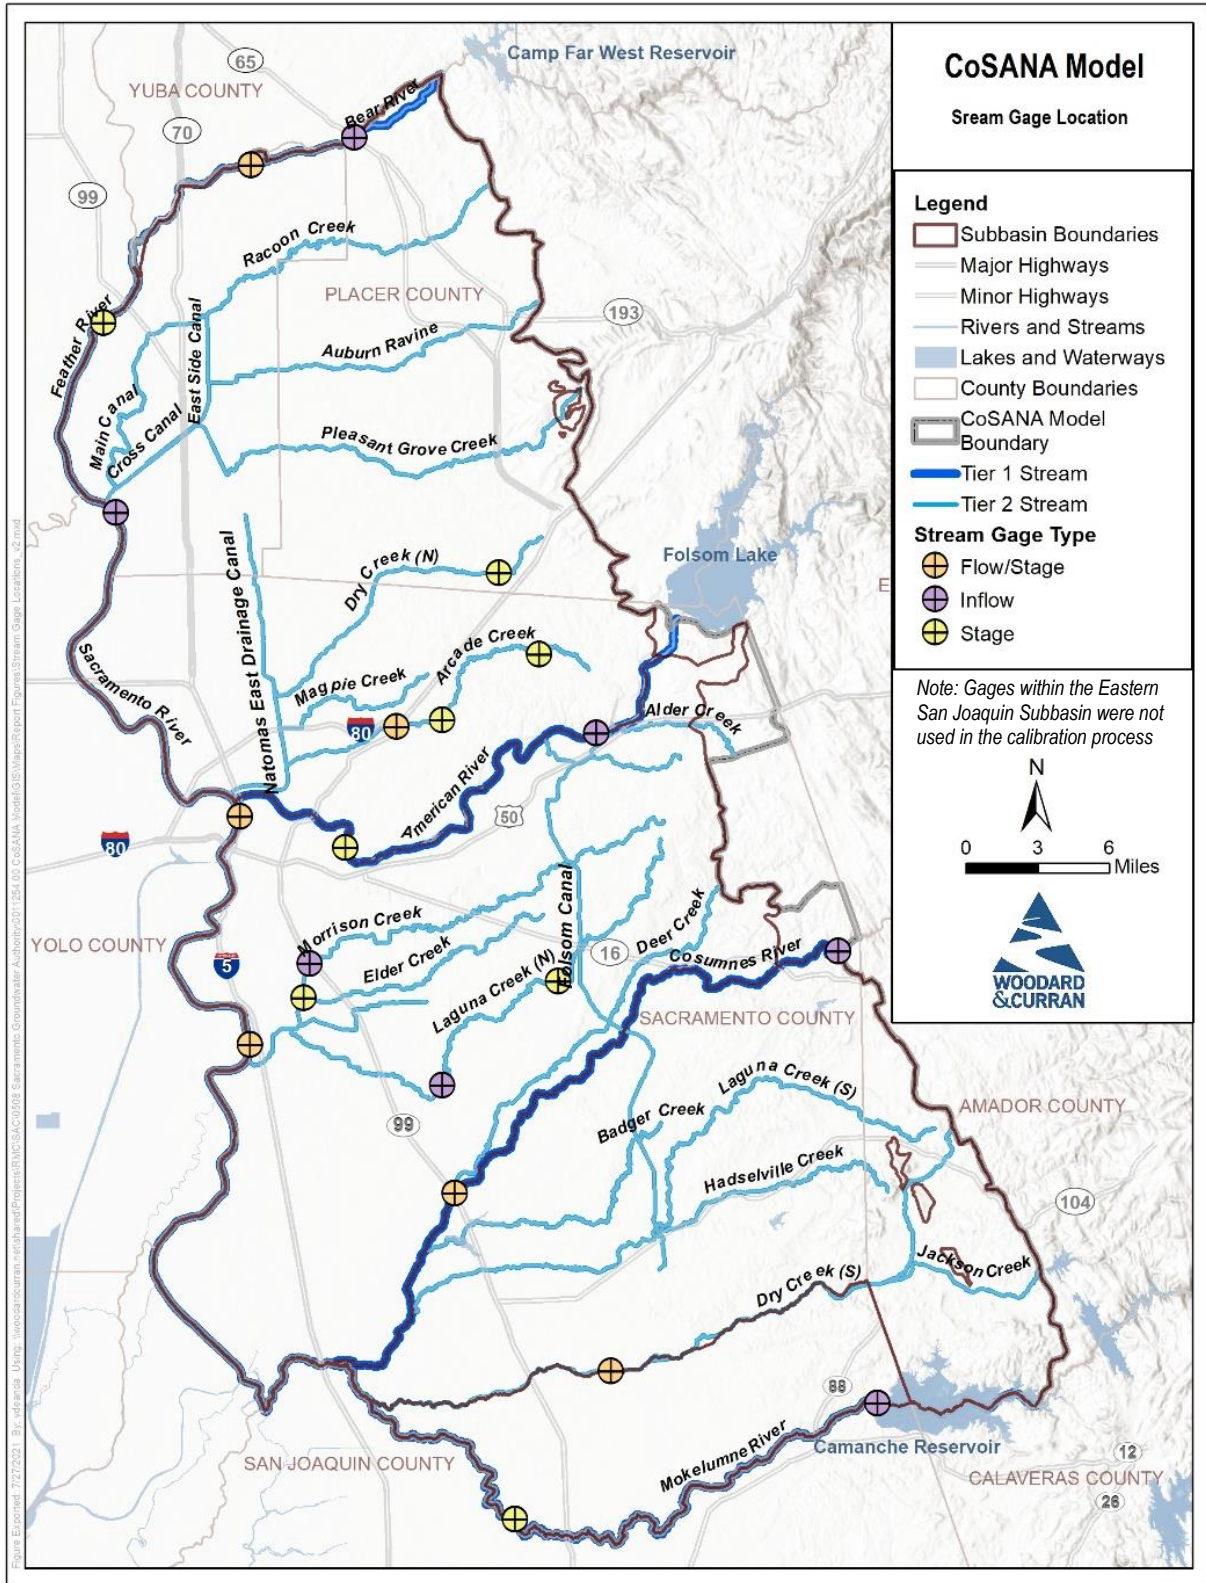 CoSANA Model
Sream Gage Location
Legend
Subbasin Boundaries
Major Highways
Minor Highways
Rivers and Streams
Lakes and Waterways
County Boundaries
CoSANA Model
Boundary
Tier 1 Stream
Tier 2 Stream
Stream Gage Type
Flow/Stage
Inflow
Stage
Note: Gages within the Eastern
San Joaquin Subbasin were not
used in the calibration process
N
0 3 6
Miles
WOODARD
&CURRAN
Camp Far West Reservoir
65
YUBA COUNTY
Bear River
70
99
Racoon Creek
PLACER COUNTY
193
Feather River
East Side Canal
Auburn Ravine
Main Canal
Cross Canal
Pleasant Grove Creek
Folsom Lake
E
Natomas East Drainage Canal
Dry Creek (N)
Arcade Creek
Magpie Creek
Sacramento River
80
Alder Creek
American River
50
80
Folsom Canal
Morrison Creek
Deer Creek
YOLO COUNTY
Elder Creek
16
Cosumnes River
5
Laguna Creek (N)
SACRAMENTO COUNTY
Laguna Creek (S)
AMADOR COUNTY
99
Badger Creek
Hadselville Creek
104
Jackson Creek
Dry Creek (S)
88
Mokelumne River
Camanche Reservoir
SAN JOAQUIN COUNTY
12
CALAVERAS COUNTY
26